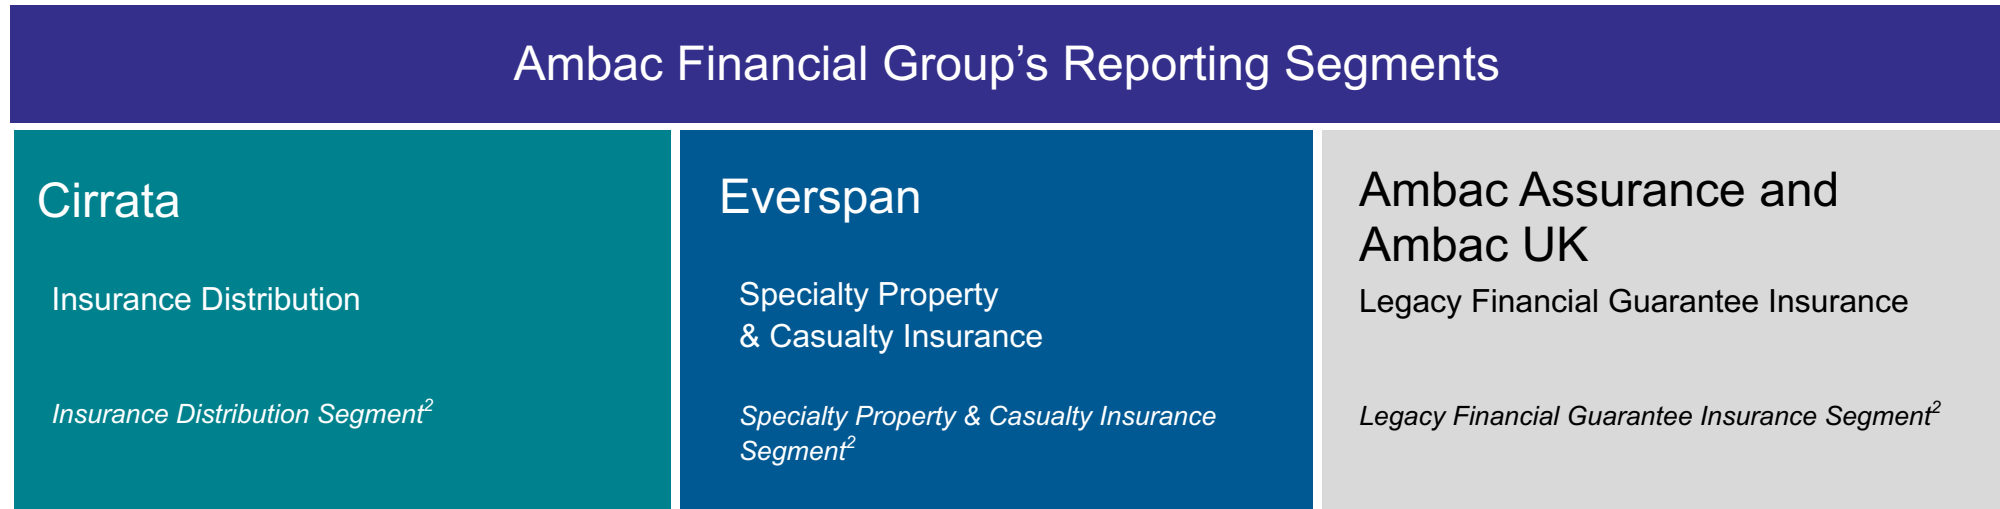 Ambac Financial Group’s Reporting Segments
Cirrata
Insurance Distribution
Insurance Distribution Segment²
Everspan
Specialty Property
& Casualty Insurance
Specialty Property & Casualty Insurance
Segment²
Ambac Assurance and
Ambac UK
Legacy Financial Guarantee Insurance
Legacy Financial Guarantee Insurance Segment²